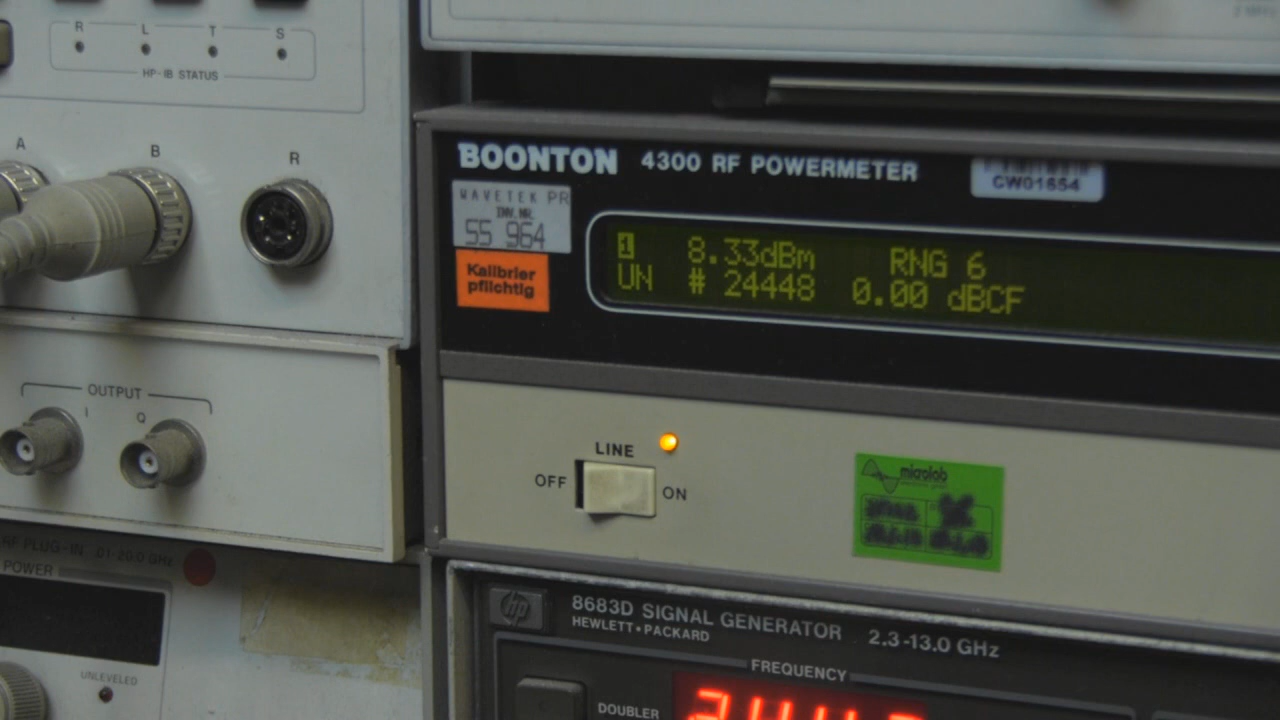 R L T S
HP-IB STATUS
A B R
OUTPUT
I Q
RF PLUG-IN .01-20.0 GHz
POWER
UNLEVELED
BOONTON 4300 RF POWERMETER
CW01654
WAVETEK PR
INV.NR.
SS 964
Kalibrier
pflichtig
1 8.33dBm RNG 6
UN # 24448 0.00 dBCF
LINE
OFF ON
microlab
hp
8683D SIGNAL GENERATOR 2.3-13.0 GHz
HEWLETT•PACKARD
FREQUENCY
DOUBLER